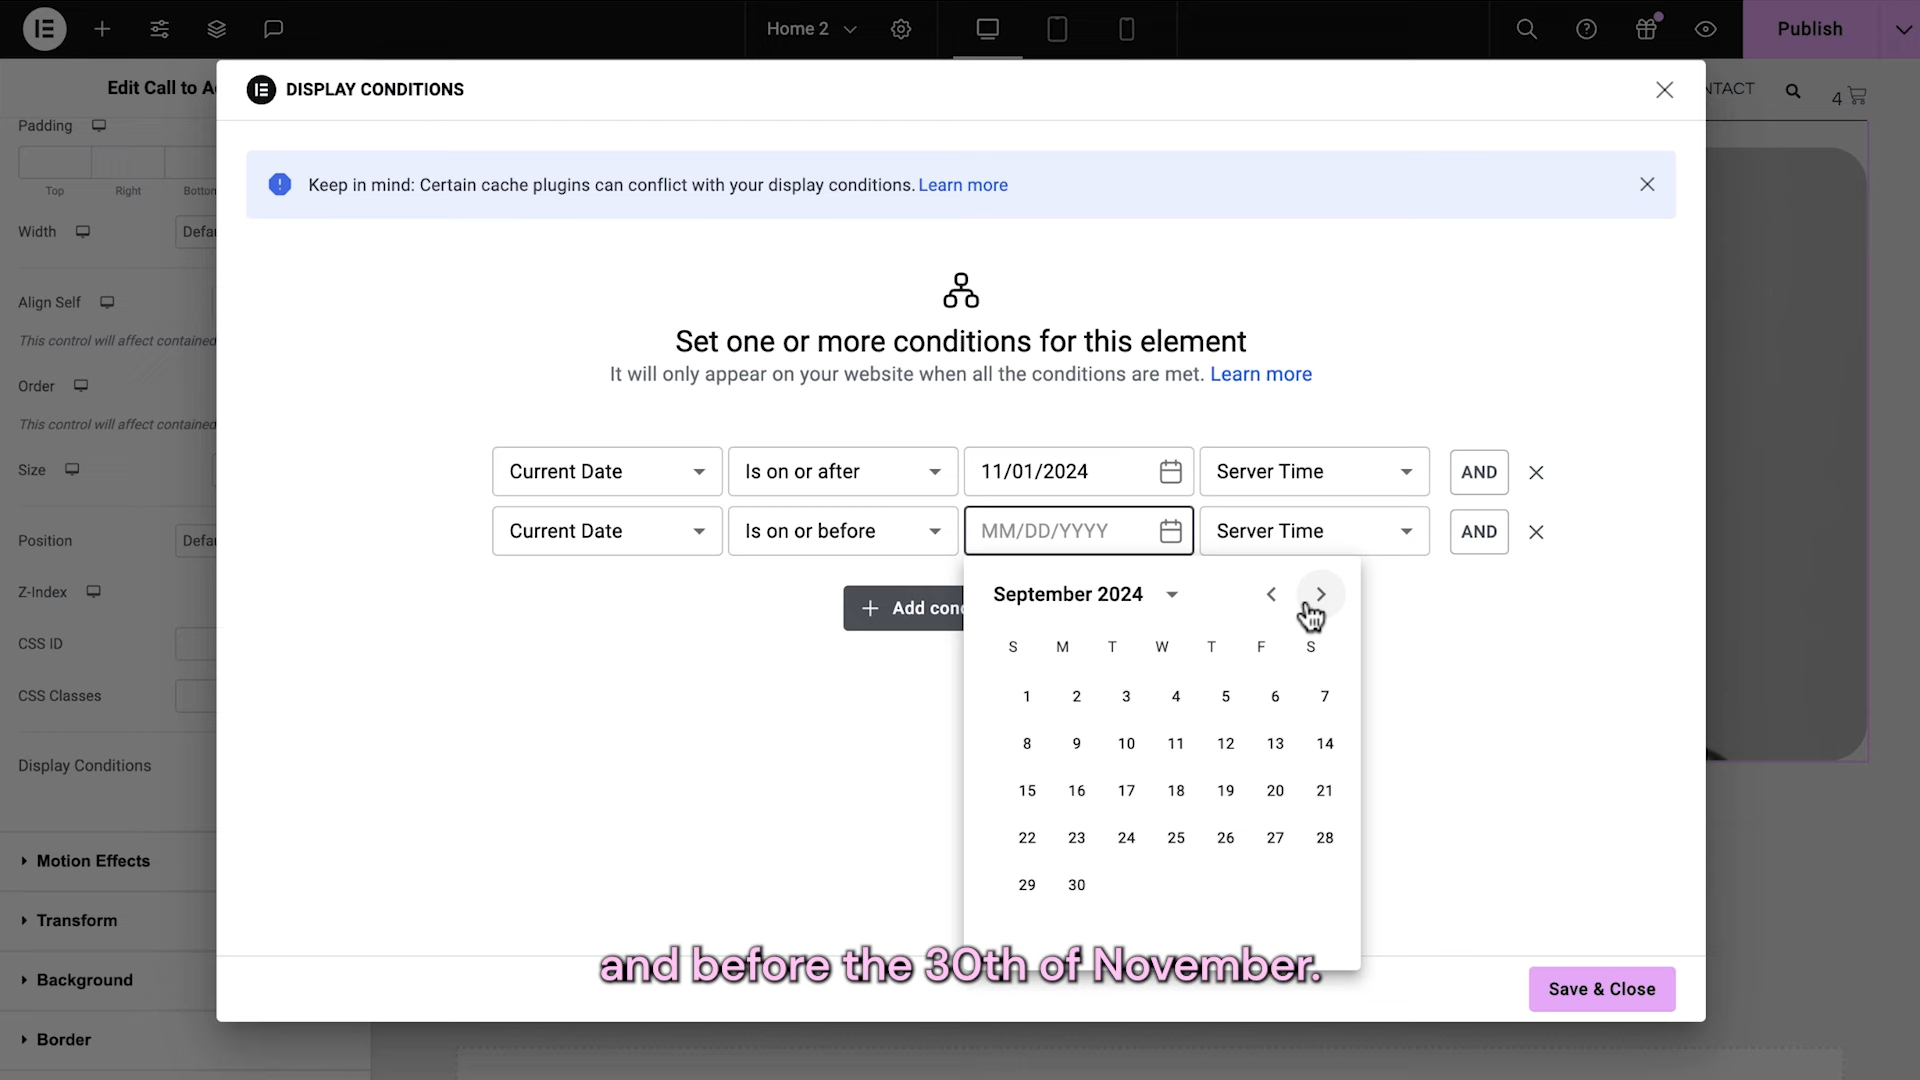 Home 2
Publish
Edit Call to A
DISPLAY CONDITIONS
NTACT
4
Padding
Top
Right
Bottom
Keep in mind: Certain cache plugins can conflict with your display conditions. Learn more
Width
Defau
Align Self
This control will affect contained
Set one or more conditions for this element
It will only appear on your website when all the conditions are met. Learn more
Order
This control will affect contained
Size
Current Date
Is on or after
11/01/2024
Server Time
AND
Position
Defau
Current Date
Is on or before
MM/DD/YYYY
Server Time
AND
Z-Index
+ Add cond
September 2024
CSS ID
S M T W T F S
CSS Classes
1 2 3 4 5 6 7
8 9 10 11 12 13 14
Display Conditions
15 16 17 18 19 20 21
22 23 24 25 26 27 28
29 30
Motion Effects
Transform
Background
Border
and before the 30th of November.
Save & Close